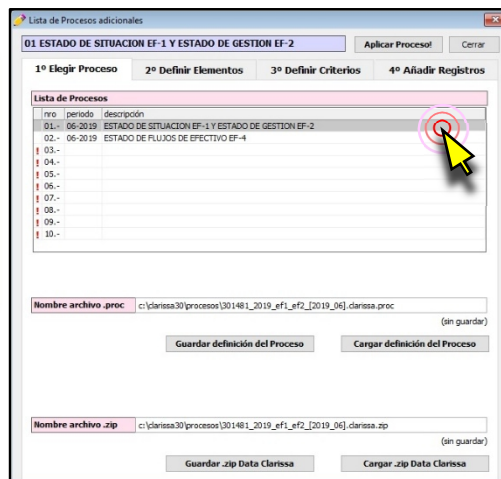 Lista de Procesos adicionales
01 ESTADO DE SITUACION EF-1 Y ESTADO DE GESTION EF-2 Aplicar Proceso! Cerrar
1º Elegir Proceso 2º Definir Elementos 3º Definir Criterios 4º Añadir Registros
Lista de Procesos
nro periodo descripción
01.- 06-2019 ESTADO DE SITUACION EF-1 Y ESTADO DE GESTION EF-2
02.- 06-2019 ESTADO DE FLUJOS DE EFECTIVO EF-4
! 03.-
! 04.-
! 05.-
! 06.-
! 07.-
! 08.-
! 09.-
! 10.-
Nombre archivo .proc c:\clarissa30\procesos\301481_2019_ef1_ef2_[2019_06].clarissa.proc
(sin guardar)
Guardar definición del Proceso Cargar definición del Proceso
Nombre archivo .zip c:\clarissa30\procesos\301481_2019_ef1_ef2_[2019_06].clarissa.zip
(sin guardar)
Guardar .zip Data Clarissa Cargar .zip Data Clarissa